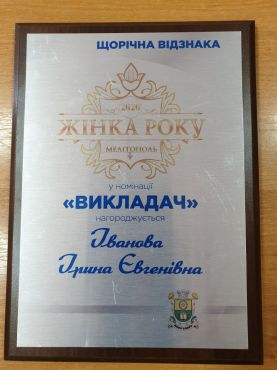 ЩОРІЧНА ВІДЗНАКА
2020
ЖІНКА РОКУ
МЕЛІТОПОЛЬ
у номінації
«ВИКЛАДАЧ»
нагороджується
Іванова
Ірина Євгенівна